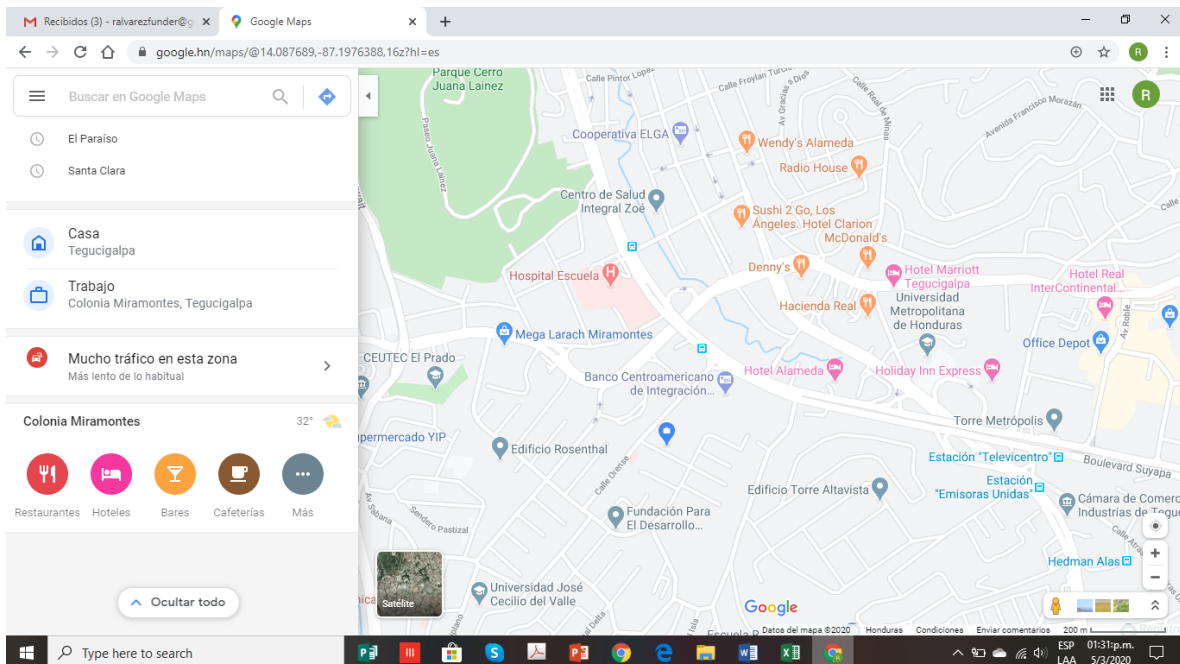 Recibidos (3) - ralvarezfunder@g
Google Maps
google.hn/maps/@14.087689,-87.1976388,16z?hl=es
R
Buscar en Google Maps
El Paraíso
Santa Clara
Casa
Tegucigalpa
Trabajo
Colonia Miramontes, Tegucigalpa
Mucho tráfico en esta zona
Más lento de lo habitual
Colonia Miramontes
32°
Restaurantes
Hoteles
Bares
Cafeterías
Más
Ocultar todo
Parque Cerro
Juana Lainez
Paseo Juana Lainez
Calle Pintor Lopez
Calle Froylan Turcios
Av Gracias a Dios
Calle Real de Minas
Avenida Francisco Morazán
R
Cooperativa ELGA
Wendy's Alameda
Radio House
Centro de Salud
Integral Zoé
Sushi 2 Go, Los
Ángeles. Hotel Clarion
McDonald's
Calle
Hospital Escuela
H
Denny's
Hotel Marriott
Tegucigalpa
Hotel Real
InterContinental...
Hacienda Real
Universidad
Metropolitana
de Honduras
Av Roble
Mega Larach Miramontes
Office Depot
CEUTEC El Prado
Banco Centroamericano
de Integración...
Hotel Alameda
Holiday Inn Express
Torre Metrópolis
upermercado YIP
Edificio Rosenthal
Estación "Televicentro"
Boulevard Suyapa
Calle Orense
Edificio Torre Altavista
Estación
"Emisoras Unidas"
Cámara de Comerc
Industrias de Tegu
Av Sabana
Sendero Pastizal
Fundación Para
El Desarrollo...
Hedman Alas
Satélite
Universidad José
Cecilio del Valle
Google
Datos del mapa ©2020
Honduras
Condiciones
Enviar comentarios
200 m
Type here to search
ESP
LAA
01:31:p.m.
5/3/2020